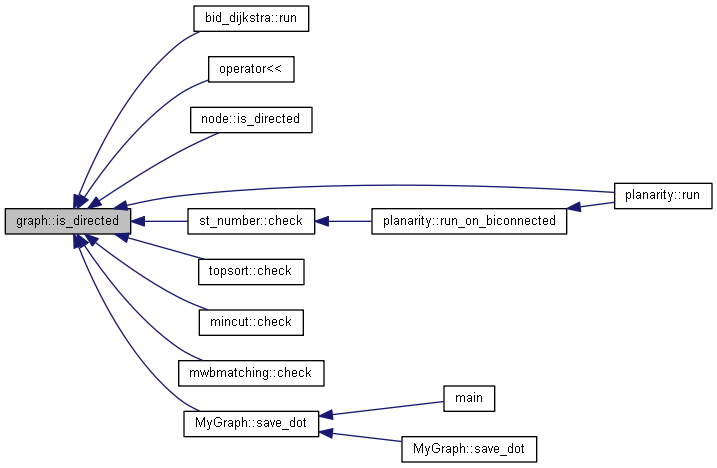 bid_dijkstra::run
operator<<
node::is_directed
planarity::run
graph::is_directed
st_number::check
planarity::run_on_biconnected
topsort::check
mincut::check
mwbmatching::check
main
MyGraph::save_dot
MyGraph::save_dot